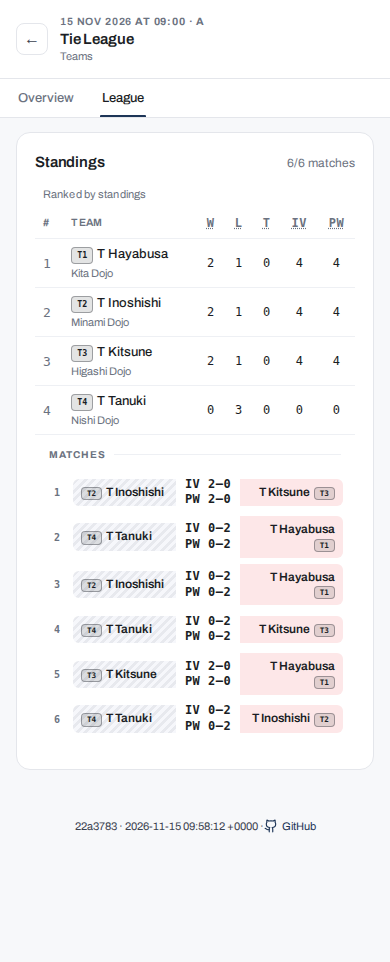 15 NOV 2026 AT 09:00 · A
← Tie League
Teams
Overview League
Standings 6/6 matches
Ranked by standings
# TEAM W L T IV PW
1 T1 T Hayabusa 2 1 0 4 4
Kita Dojo
2 T2 T Inoshishi 2 1 0 4 4
Minami Dojo
3 T3 T Kitsune 2 1 0 4 4
Higashi Dojo
4 T4 T Tanuki 0 3 0 0 0
Nishi Dojo
MATCHES
1 T2 T Inoshishi IV 2–0 PW 2–0 T Kitsune T3
2 T4 T Tanuki IV 0–2 PW 0–2 T Hayabusa T1
3 T2 T Inoshishi IV 0–2 PW 0–2 T Hayabusa T1
4 T4 T Tanuki IV 0–2 PW 0–2 T Kitsune T3
5 T3 T Kitsune IV 2–0 PW 2–0 T Hayabusa T1
6 T4 T Tanuki IV 0–2 PW 0–2 T Inoshishi T2
22a3783 · 2026-11-15 09:58:12 +0000 · GitHub